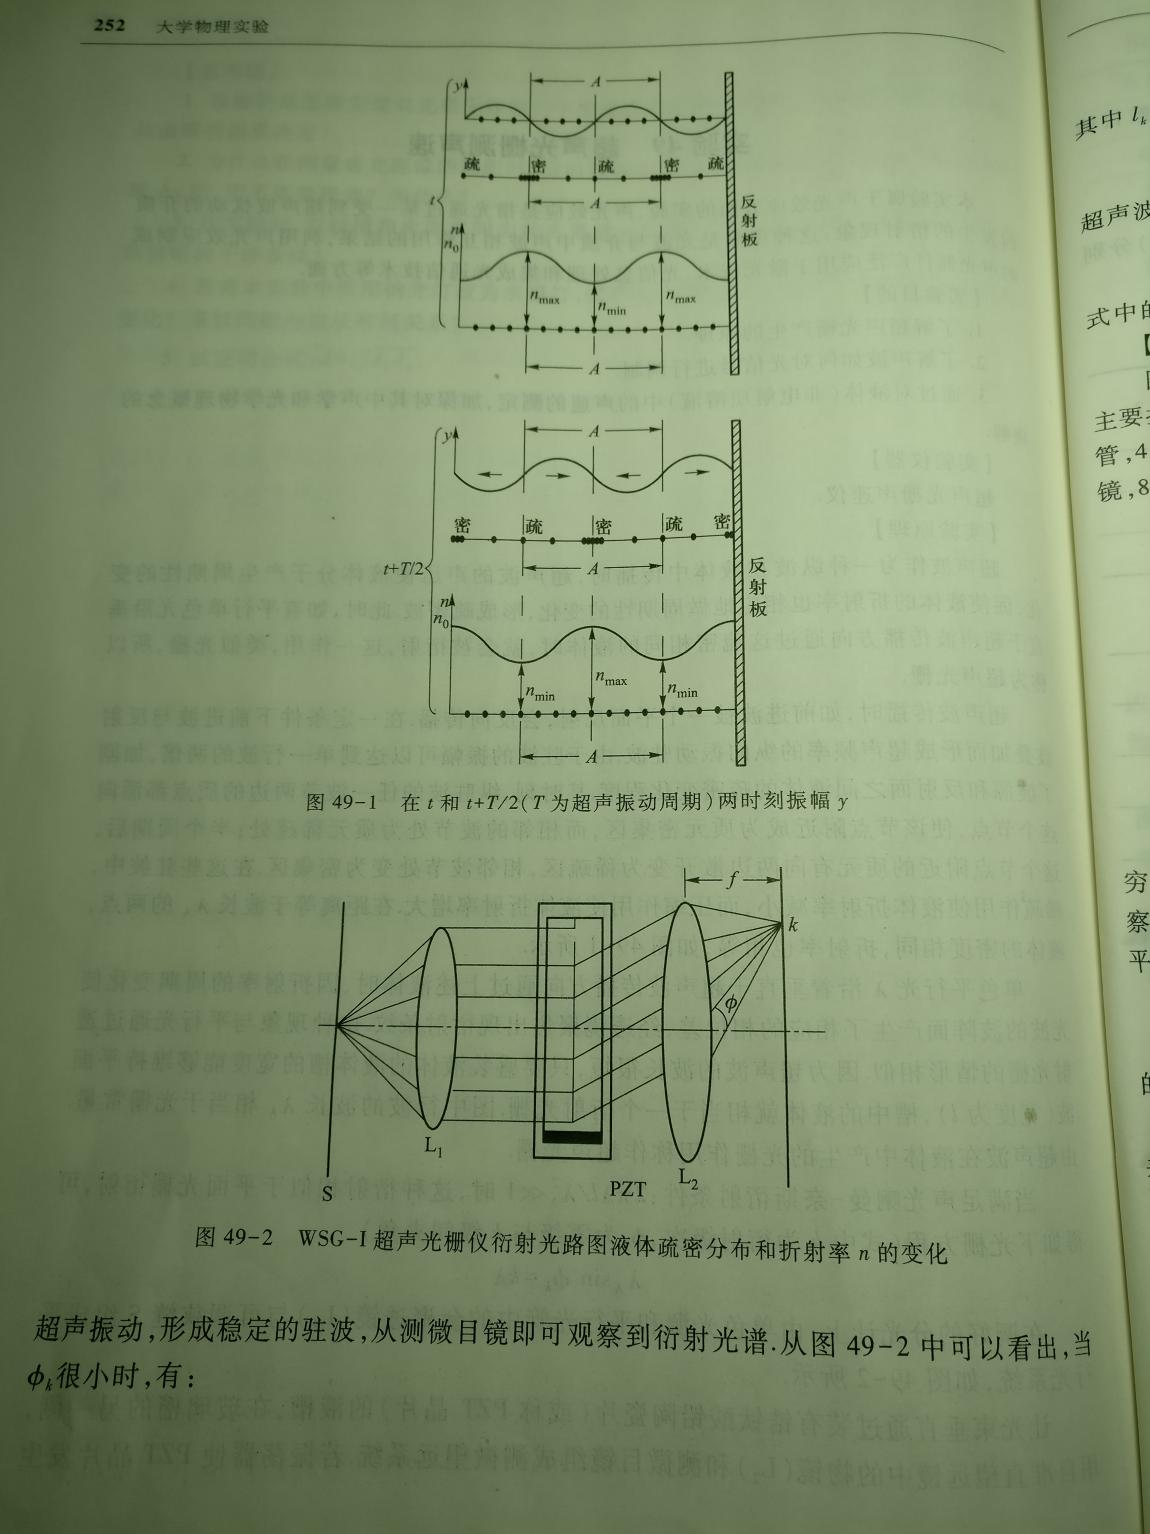 252 大学物理实验
y
A
t
疏 密 疏 密 疏
A
反射板
n
n₀
nmax nmin nmax
A
y
A
密 疏 密 疏 密
t+T/2
A
反射板
n
n₀
nmin nmax nmin
A
图 49-1 在 t 和 t+T/2(T 为超声振动周期)两时刻振幅 y
f
k
φ
L₁
L₂
S
PZT
图 49-2 WSG-I 超声光栅仪衍射光路图液体疏密分布和折射率 n 的变化
超声振动,形成稳定的驻波,从测微目镜即可观察到衍射光谱.从图 49-2 中可以看出,当
φₖ很小时,有:
其中 lₖ
超声波
式中的
主要
管,4
镜,8
穷
察
平
的